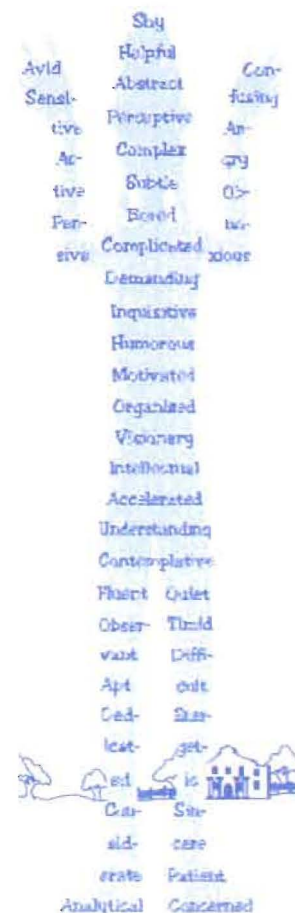 Shy
Helpful
Abstract
Perceptive
Complex
Subtle
Bored
Complicated
Demanding
Inquisitive
Humorous
Motivated
Organized
Visionary
Intellectual
Accelerated
Understanding
Contemplative
Avid
Sensi-
tive
Ac-
tive
Pen-
sive
Con-
fusing
An-
gry
Ob-
nox-
ious
Fluent
Obser-
vant
Apt
Ded-
icat-
ed
Con-
sid-
erate
Analytical
Quiet
Timid
Diffi-
cult
Ener-
get-
ic
Sin-
cere
Patient
Concerned